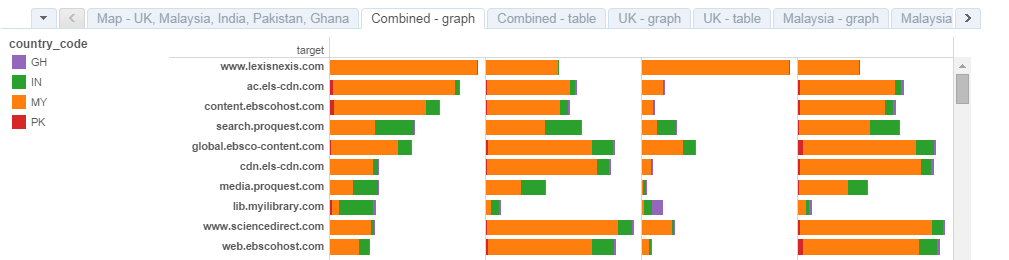 Map - UK, Malaysia, India, Pakistan, Ghana Combined - graph Combined - table UK - graph UK - table Malaysia - graph Malaysia
country_code
GH
IN
MY
PK
target
www.lexisnexis.com
ac.els-cdn.com
content.ebscohost.com
search.proquest.com
global.ebsco-content.com
cdn.els-cdn.com
media.proquest.com
lib.myilibrary.com
www.sciencedirect.com
web.ebscohost.com